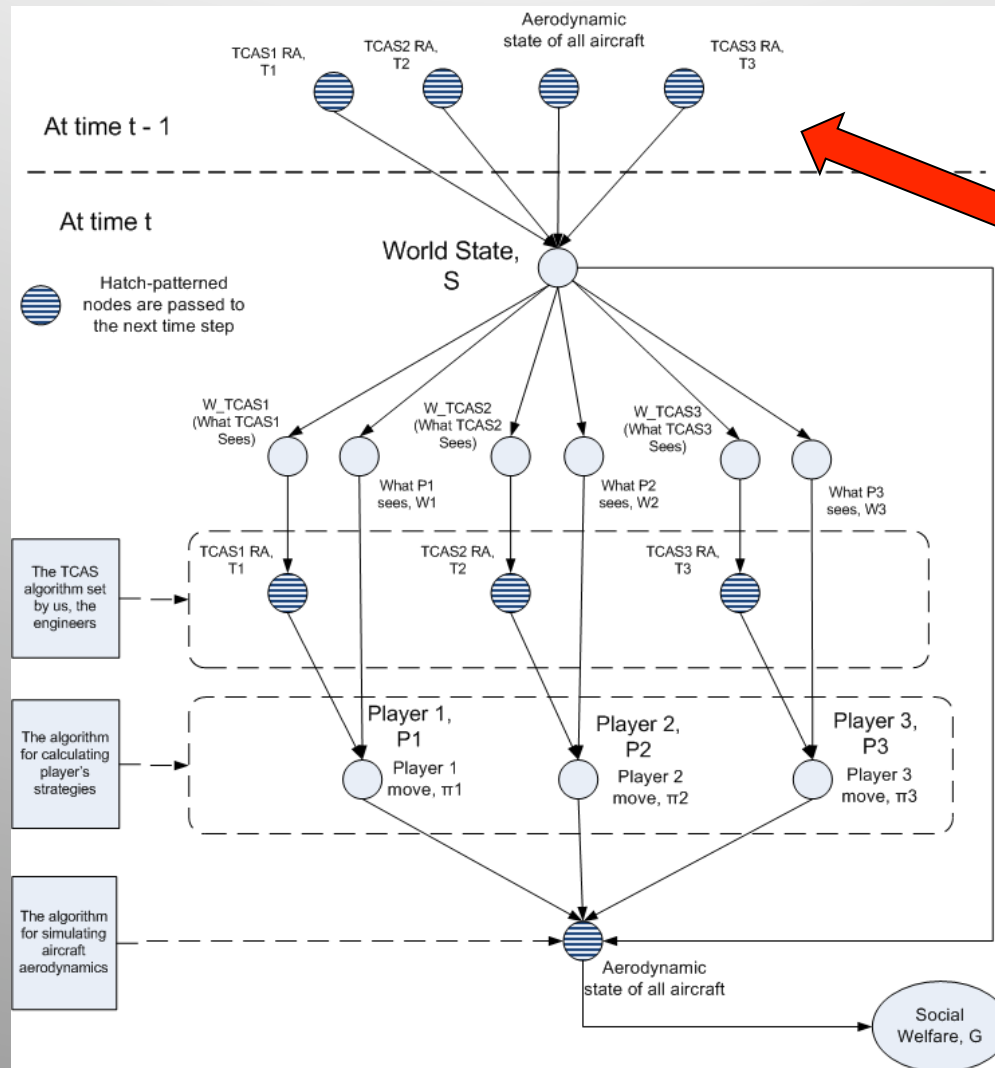 TCAS1 RA,
T1
TCAS2 RA,
T2
Aerodynamic
state of all aircraft
TCAS3 RA,
T3
At time t - 1
At time t
World State,
S
Hatch-patterned
nodes are passed to
the next time step
W_TCAS1
(What TCAS1
Sees)
What P1
sees, W1
W_TCAS2
(What TCAS2
Sees)
What P2
sees, W2
W_TCAS3
(What TCAS3
Sees)
What P3
sees, W3
The TCAS
algorithm set
by us, the
engineers
TCAS1 RA,
T1
TCAS2 RA,
T2
TCAS3 RA,
T3
The algorithm
for calculating
player's
strategies
Player 1,
P1
Player 1
move, π1
Player 2,
P2
Player 2
move, π2
Player 3,
P3
Player 3
move, π3
The algorithm
for simulating
aircraft
aerodynamics
Aerodynamic
state of all aircraft
Social
Welfare, G